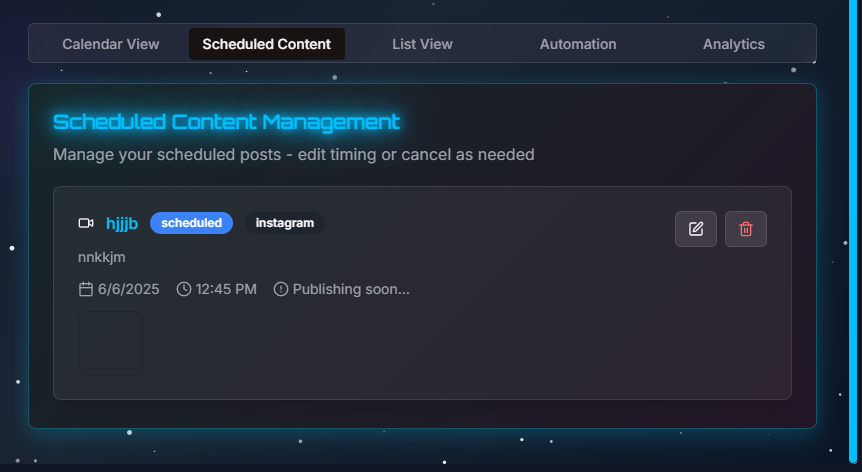 Calendar View Scheduled Content List View Automation Analytics
Scheduled Content Management
Manage your scheduled posts - edit timing or cancel as needed
hjjjb scheduled instagram
nnkkjm
6/6/2025 12:45 PM Publishing soon...